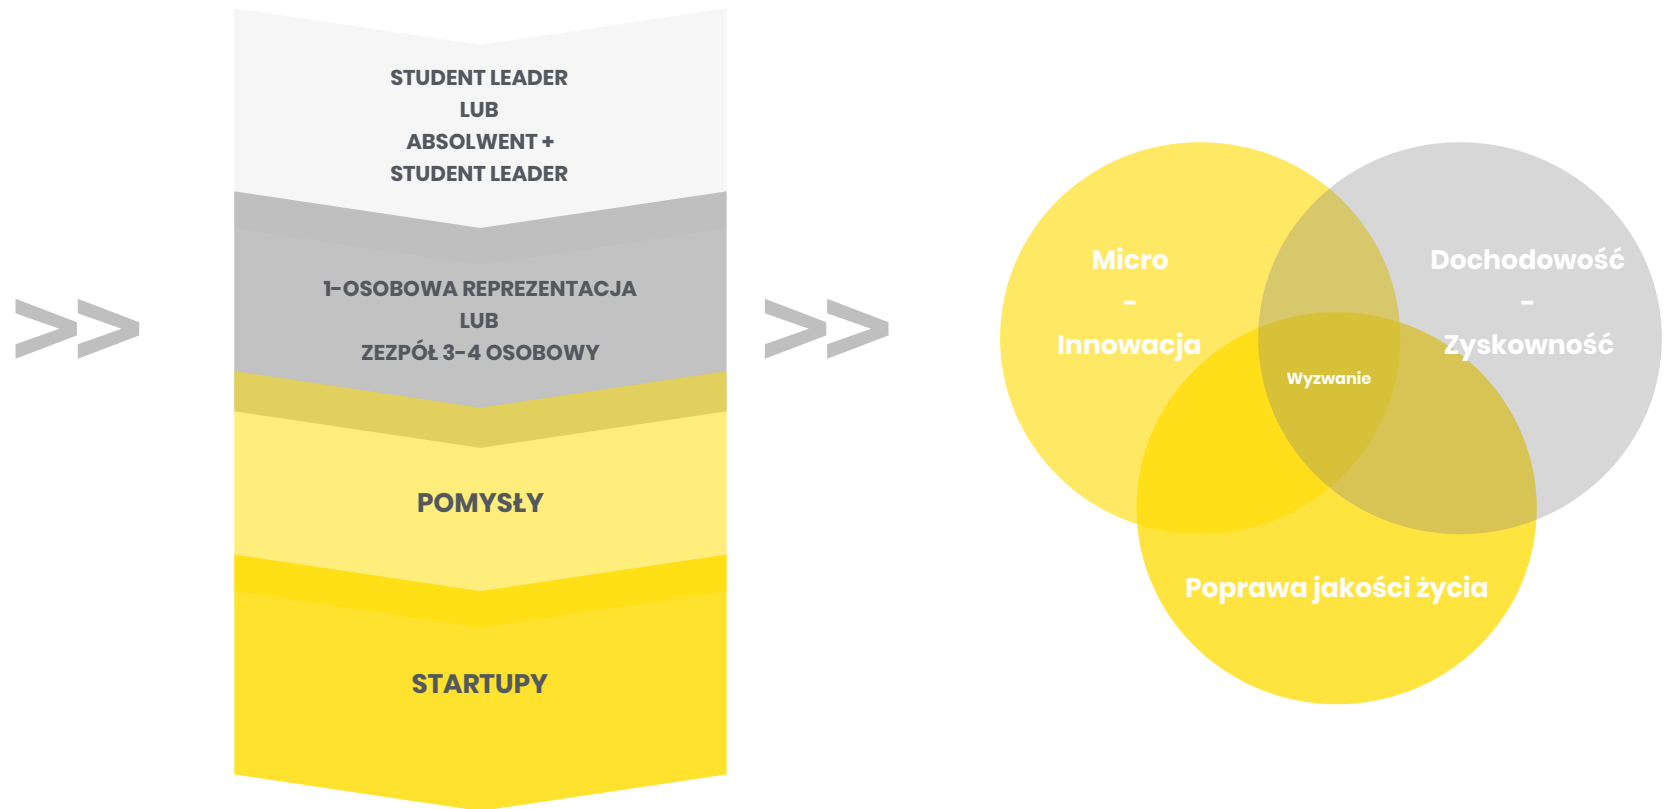 STUDENT LEADER
LUB
ABSOLWENT +
STUDENT LEADER
1-OSOBOWA REPREZENTACJA
LUB
ZEZPÓŁ 3-4 OSOBOWY
POMYSŁY
STARTUPY
>>
>>
Micro
-
Innowacja
Dochodowość
-
Zyskowność
Wyzwanie
Poprawa jakości życia